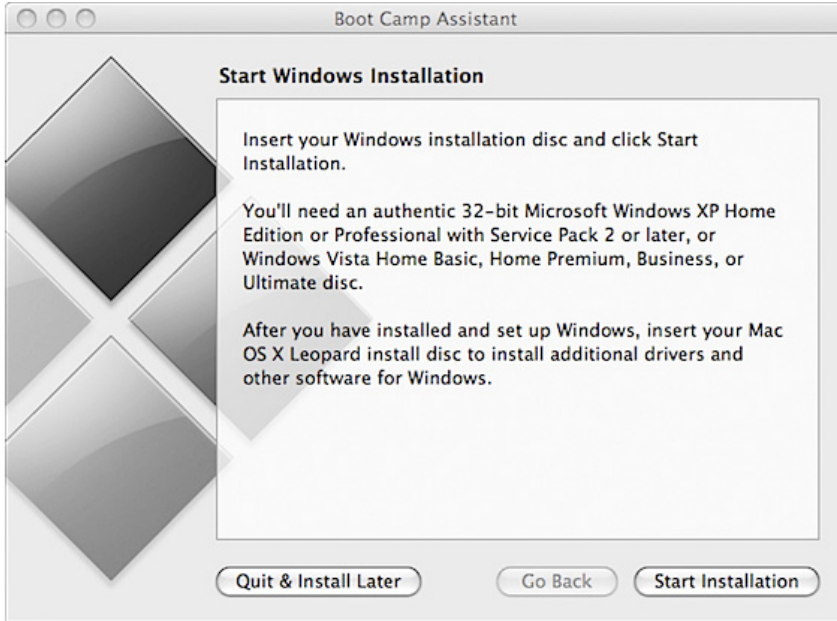 Boot Camp Assistant
Start Windows Installation
Insert your Windows installation disc and click Start
Installation.
You'll need an authentic 32-bit Microsoft Windows XP Home
Edition or Professional with Service Pack 2 or later, or
Windows Vista Home Basic, Home Premium, Business, or
Ultimate disc.
After you have installed and set up Windows, insert your Mac
OS X Leopard install disc to install additional drivers and
other software for Windows.
Quit & Install Later
Go Back
Start Installation